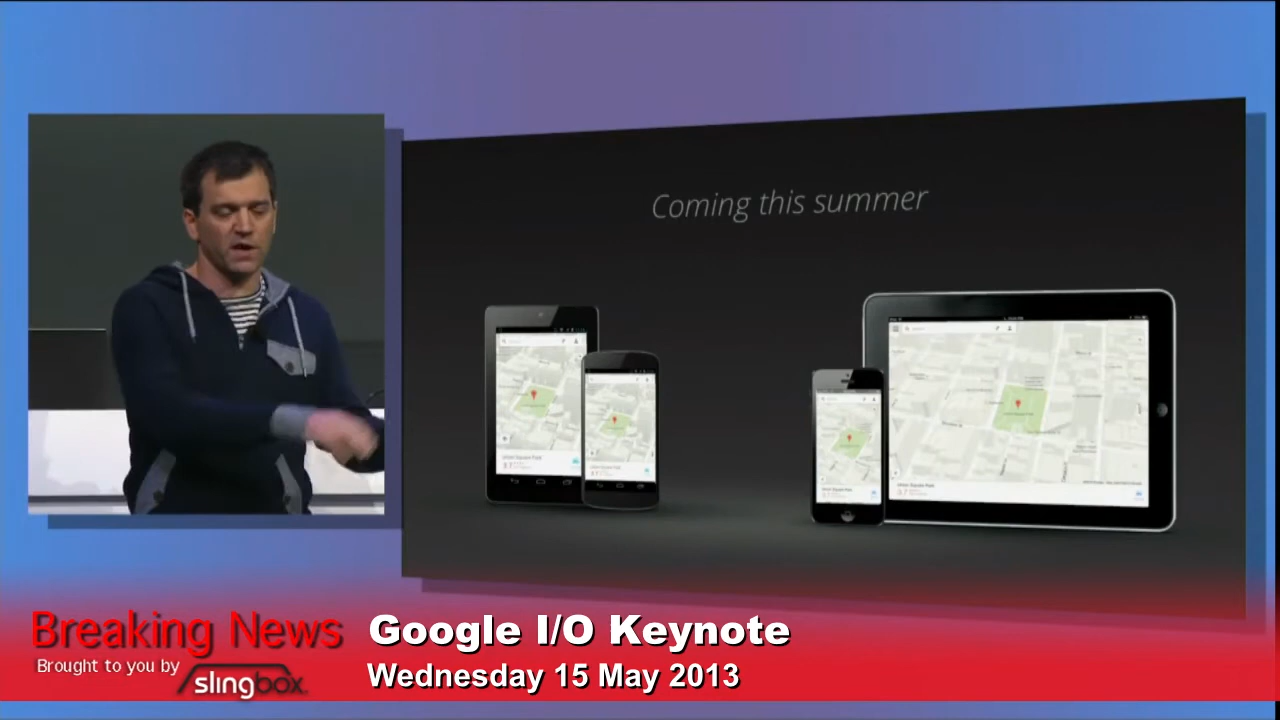 Coming this summer
Breaking News
Brought to you by
slingbox.
Google I/O Keynote
Wednesday 15 May 2013